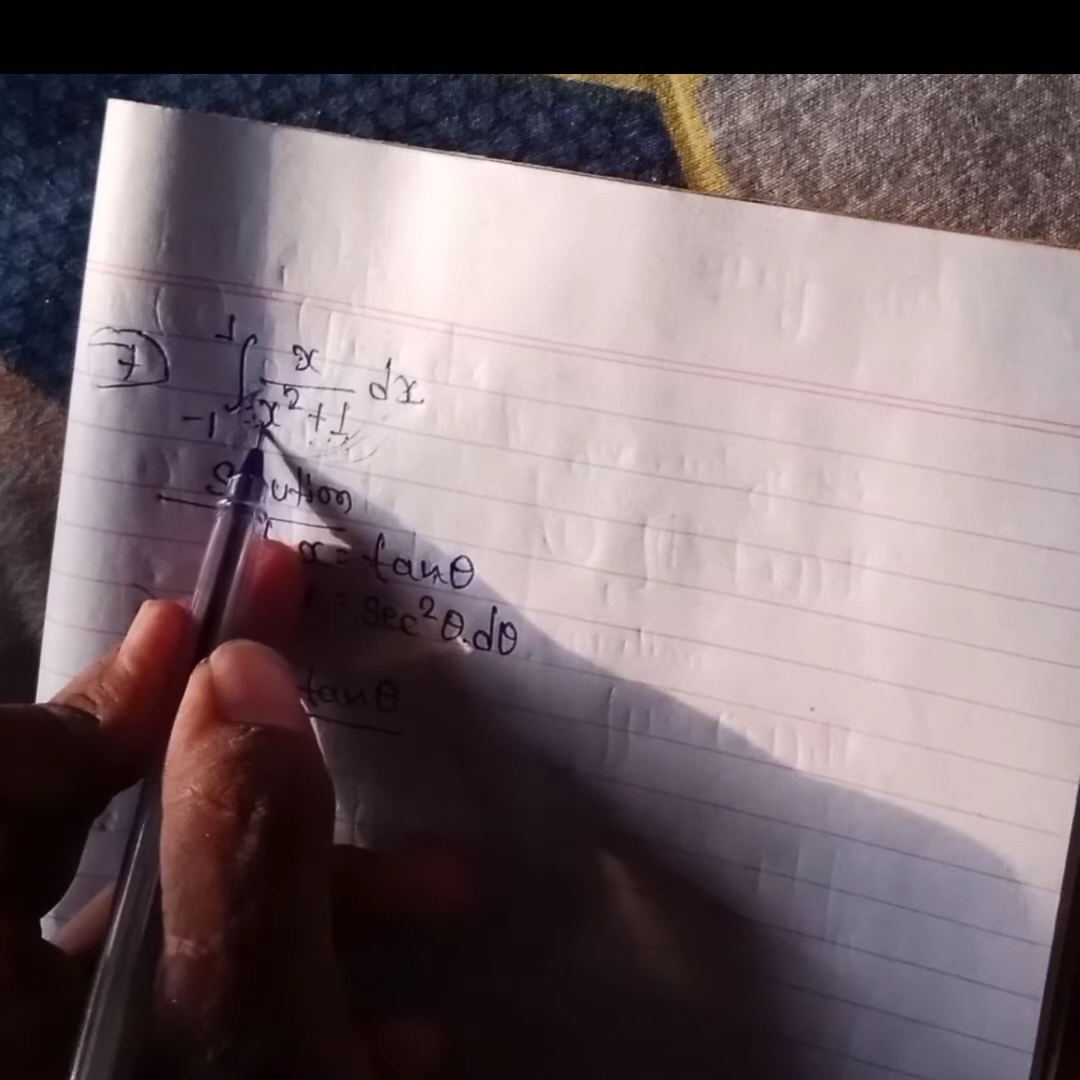 7 ∫₋₁¹ x/(x²+1) dx
Solution
x = tanθ
= sec²θ.dθ
tanθ